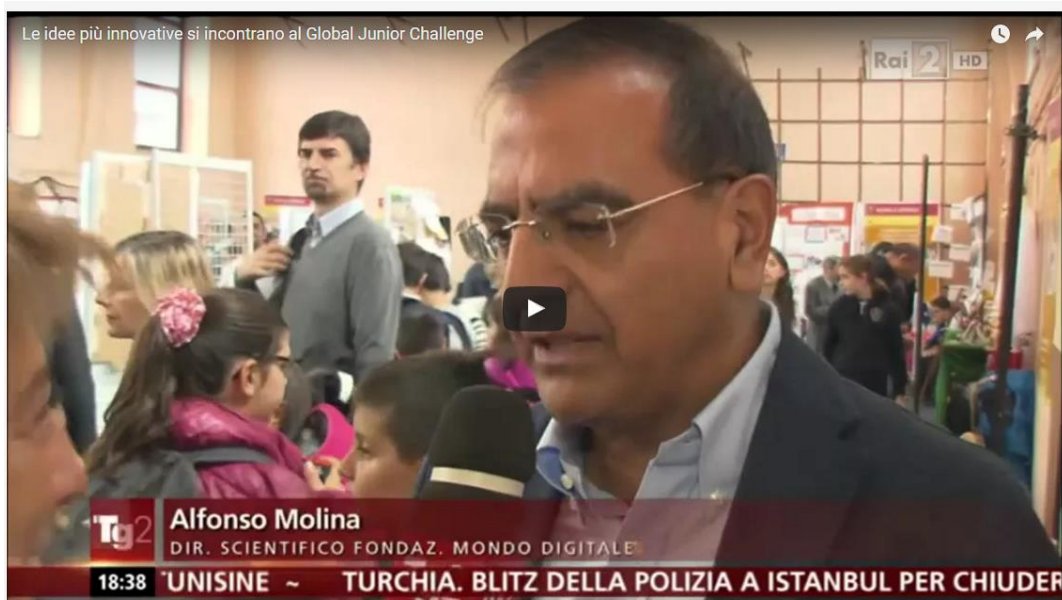 Le idee più innovative si incontrano al Global Junior Challenge
Rai 2 HD
Tg2
Alfonso Molina
DIR. SCIENTIFICO FONDAZ. MONDO DIGITALE
18:38 UNISINE ~ TURCHIA. BLITZ DELLA POLIZIA A ISTANBUL PER CHIUDER